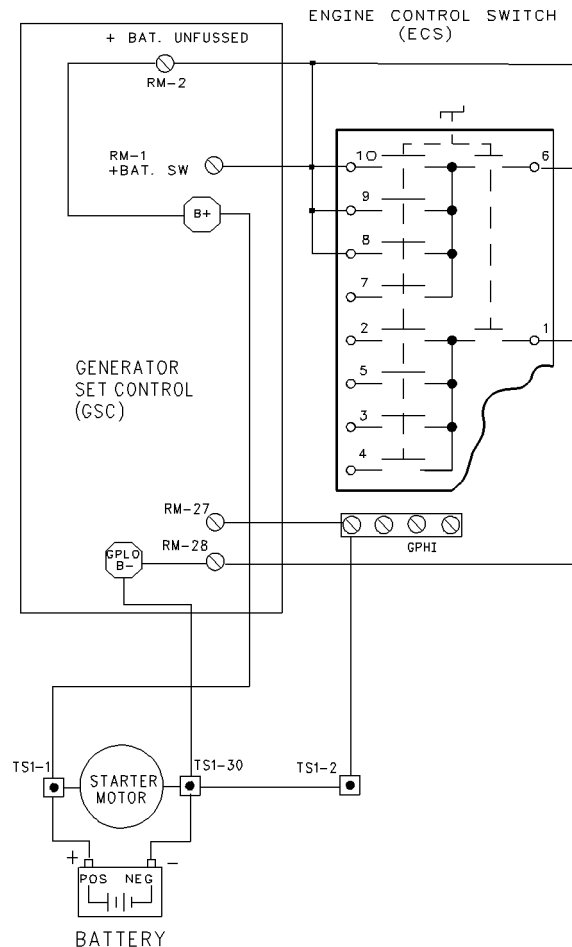 ENGINE CONTROL SWITCH
(ECS)
+ BAT. UNFUSSED
RM-2
RM-1
+BAT. SW
B+
10
6
9
8
7
2
1
5
3
4
GENERATOR
SET CONTROL
(GSC)
RM-27
RM-28
GPHI
GPLO
B-
TS1-1
STARTER
MOTOR
TS1-30
TS1-2
+
-
POS NEG
BATTERY